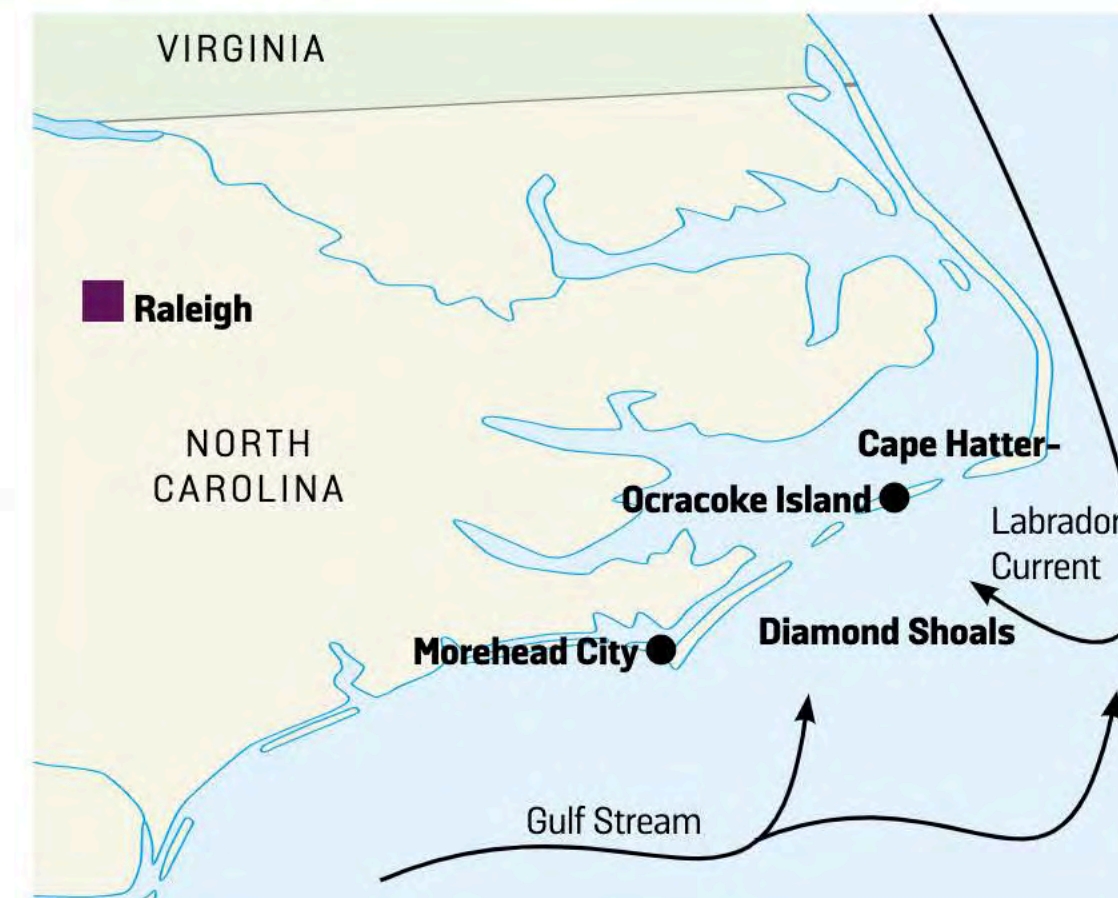 VIRGINIA
Raleigh
NORTH
CAROLINA
Cape Hatter-
Ocracoke Island
Labrador
Current
Diamond Shoals
Morehead City
Gulf Stream